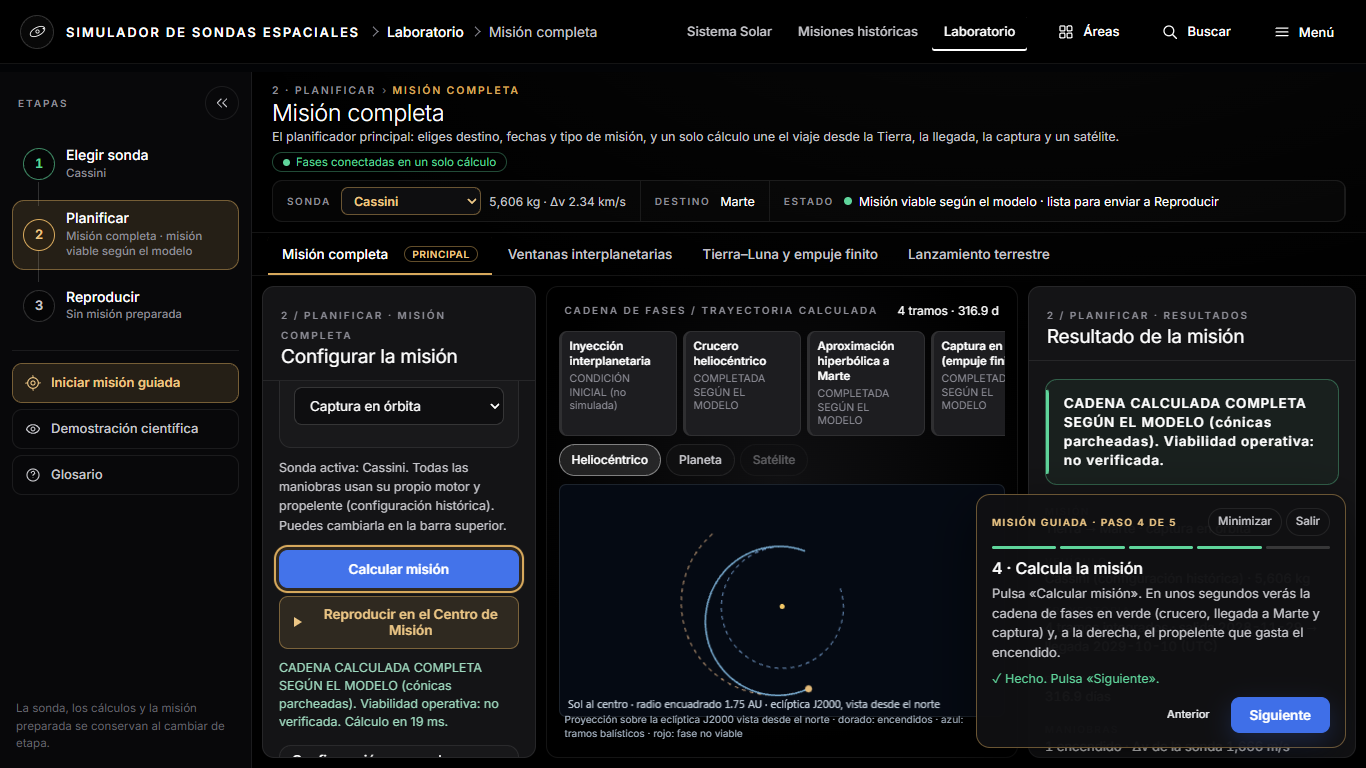 SIMULADOR DE SONDAS ESPACIALES
Laboratorio
Misión completa
Sistema Solar
Misiones históricas
Laboratorio
Áreas
Buscar
Menú
ETAPAS
1
Elegir sonda
Cassini
2
Planificar
Misión completa · misión
viable según el modelo
3
Reproducir
Sin misión preparada
Iniciar misión guiada
Demostración científica
Glosario
La sonda, los cálculos y la misión
preparada se conservan al cambiar de
etapa.
2 · PLANIFICAR › MISIÓN COMPLETA
Misión completa
El planificador principal: eliges destino, fechas y tipo de misión, y un solo cálculo une el viaje desde la Tierra, la llegada, la captura y un satélite.
Fases conectadas en un solo cálculo
SONDA
Cassini
5,606 kg · Δv 2.34 km/s
DESTINO Marte
ESTADO
Misión viable según el modelo · lista para enviar a Reproducir
Misión completa
PRINCIPAL
Ventanas interplanetarias
Tierra–Luna y empuje finito
Lanzamiento terrestre
2 / PLANIFICAR · MISIÓN
COMPLETA
Configurar la misión
Captura en órbita
Sonda activa: Cassini. Todas las
maniobras usan su propio motor y
propelente (configuración histórica).
Puedes cambiarla en la barra superior.
Calcular misión
Reproducir en el Centro de
Misión
CADENA CALCULADA COMPLETA
SEGÚN EL MODELO (cónicas
parcheadas). Viabilidad operativa: no
verificada. Cálculo en 19 ms.
CADENA DE FASES / TRAYECTORIA CALCULADA
4 tramos · 316.9 d
Inyección
interplanetaria
CONDICIÓN
INICIAL (no
simulada)
Crucero
heliocéntrico
COMPLETADA
SEGÚN EL
MODELO
Aproximación
hiperbólica a
Marte
COMPLETADA
SEGÚN EL
MODELO
Captura en
(empuje fin
COMPLETAD
SEGÚN EL
MODELO
Heliocéntrico
Planeta
Satélite
Sol al centro · radio encuadrado 1.75 AU · eclíptica J2000, vista desde el norte
Proyección sobre la eclíptica J2000 vista desde el norte · dorado: encendidos · azul:
tramos balísticos · rojo: fase no viable
2 / PLANIFICAR · RESULTADOS
Resultado de la misión
CADENA CALCULADA COMPLETA
SEGÚN EL MODELO (cónicas
parcheadas). Viabilidad operativa:
no verificada.
MISIÓN GUIADA · PASO 4 DE 5
Minimizar
Salir
4 · Calcula la misión
Pulsa «Calcular misión». En unos segundos verás la
cadena de fases en verde (crucero, llegada a Marte y
captura) y, a la derecha, el propelente que gasta el
encendido.
✓ Hecho. Pulsa «Siguiente».
Anterior
Siguiente